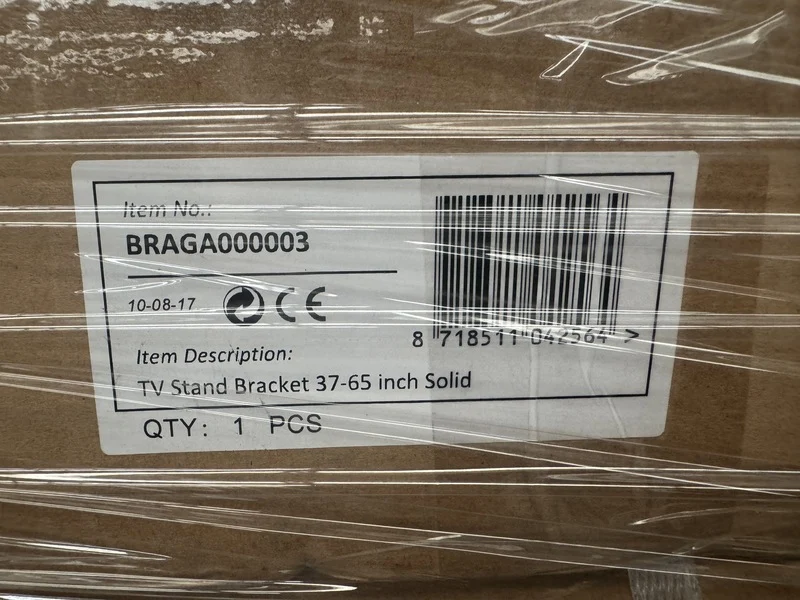 Item No.:
BRAGA000003
10-08-17 CE
8 718511 042564 >
Item Description:
TV Stand Bracket 37-65 inch Solid
QTY: 1 PCS